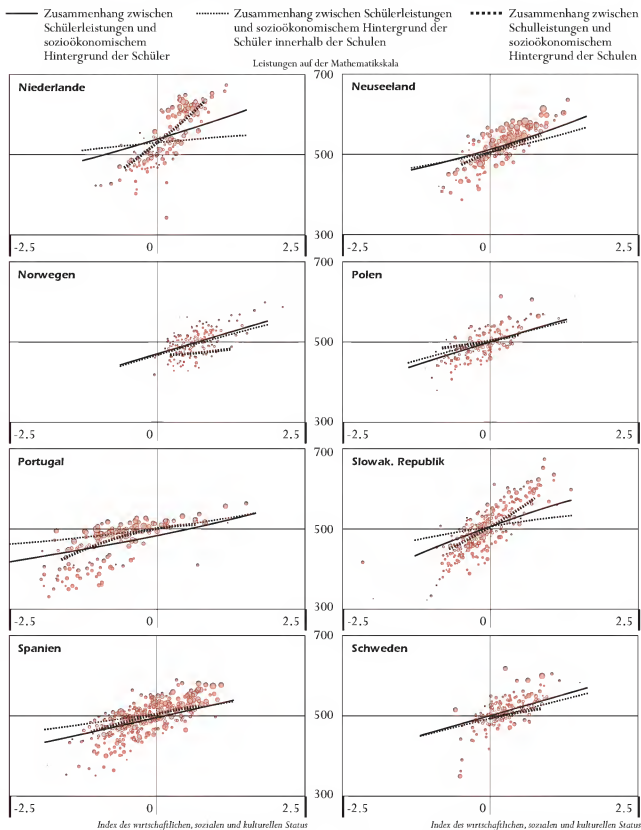 Zusammenhang zwischen
Schülerleistungen und
sozioökonomischem
Hintergrund der Schüler
Zusammenhang zwischen Schülerleistungen
und sozioökonomischem Hintergrund der
Schüler innerhalb der Schulen
Zusammenhang zwischen
Schulleistungen und
sozioökonomischem
Hintergrund der Schulen
Leistungen auf der Mathematikskala
700
Niederlande
Neuseeland
500
300
-2.5 0 2.5
-2.5 0 2.5
700
Norwegen
Polen
500
300
-2.5 0 2.5
-2.5 0 2.5
700
Portugal
Slowak. Republik
500
300
-2.5 0 2.5
-2.5 0 2.5
700
Spanien
Schweden
500
300
-2.5 0 2.5
-2.5 0 2.5
Index des wirtschaftlichen, sozialen und kulturellen Status
Index des wirtschaftlichen, sozialen und kulturellen Status